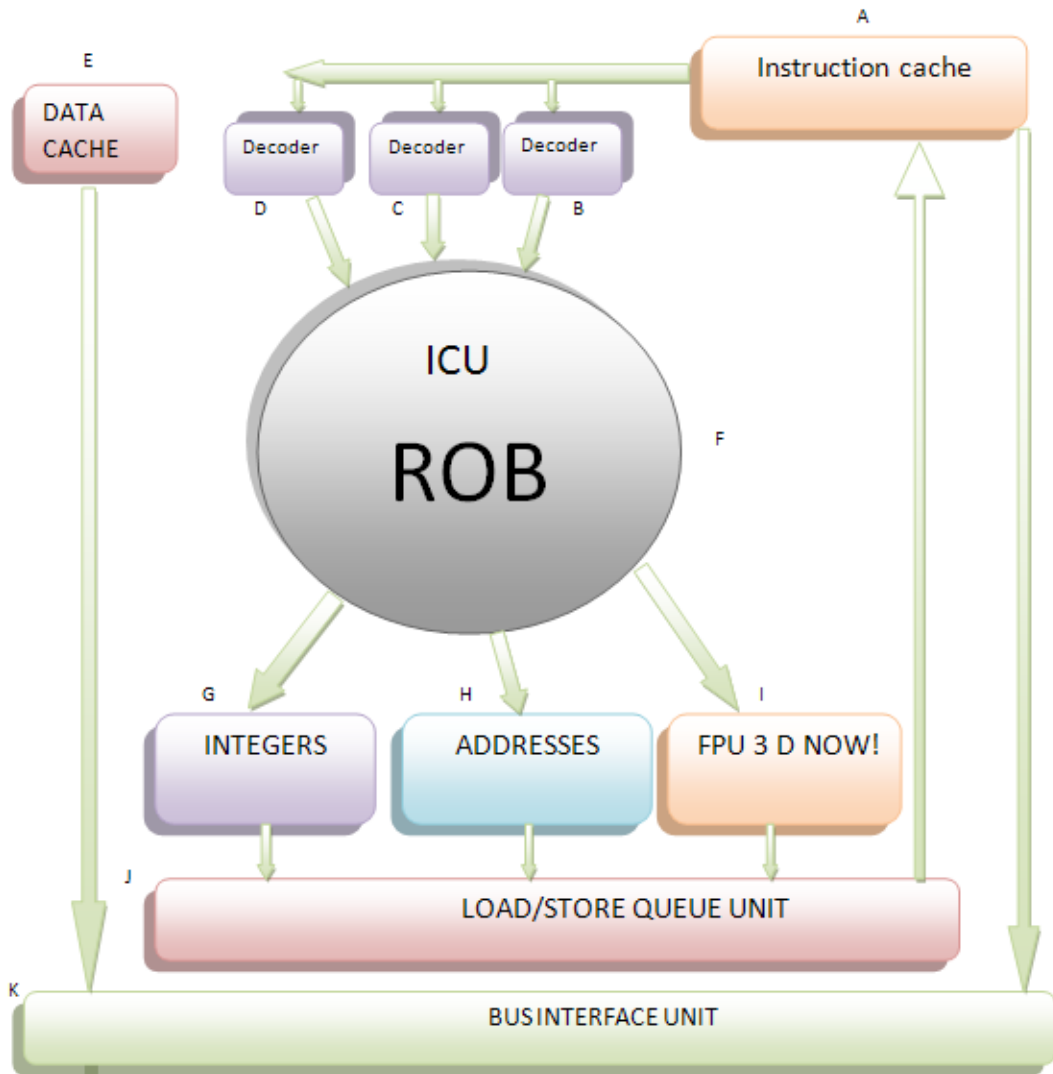 A
Instruction cache
E
DATA
CACHE
Decoder
Decoder
Decoder
D
C
B
ICU
ROB
F
G
H
I
INTEGERS
ADDRESSES
FPU 3 D NOW!
J
LOAD/STORE QUEUE UNIT
K
BUS INTERFACE UNIT